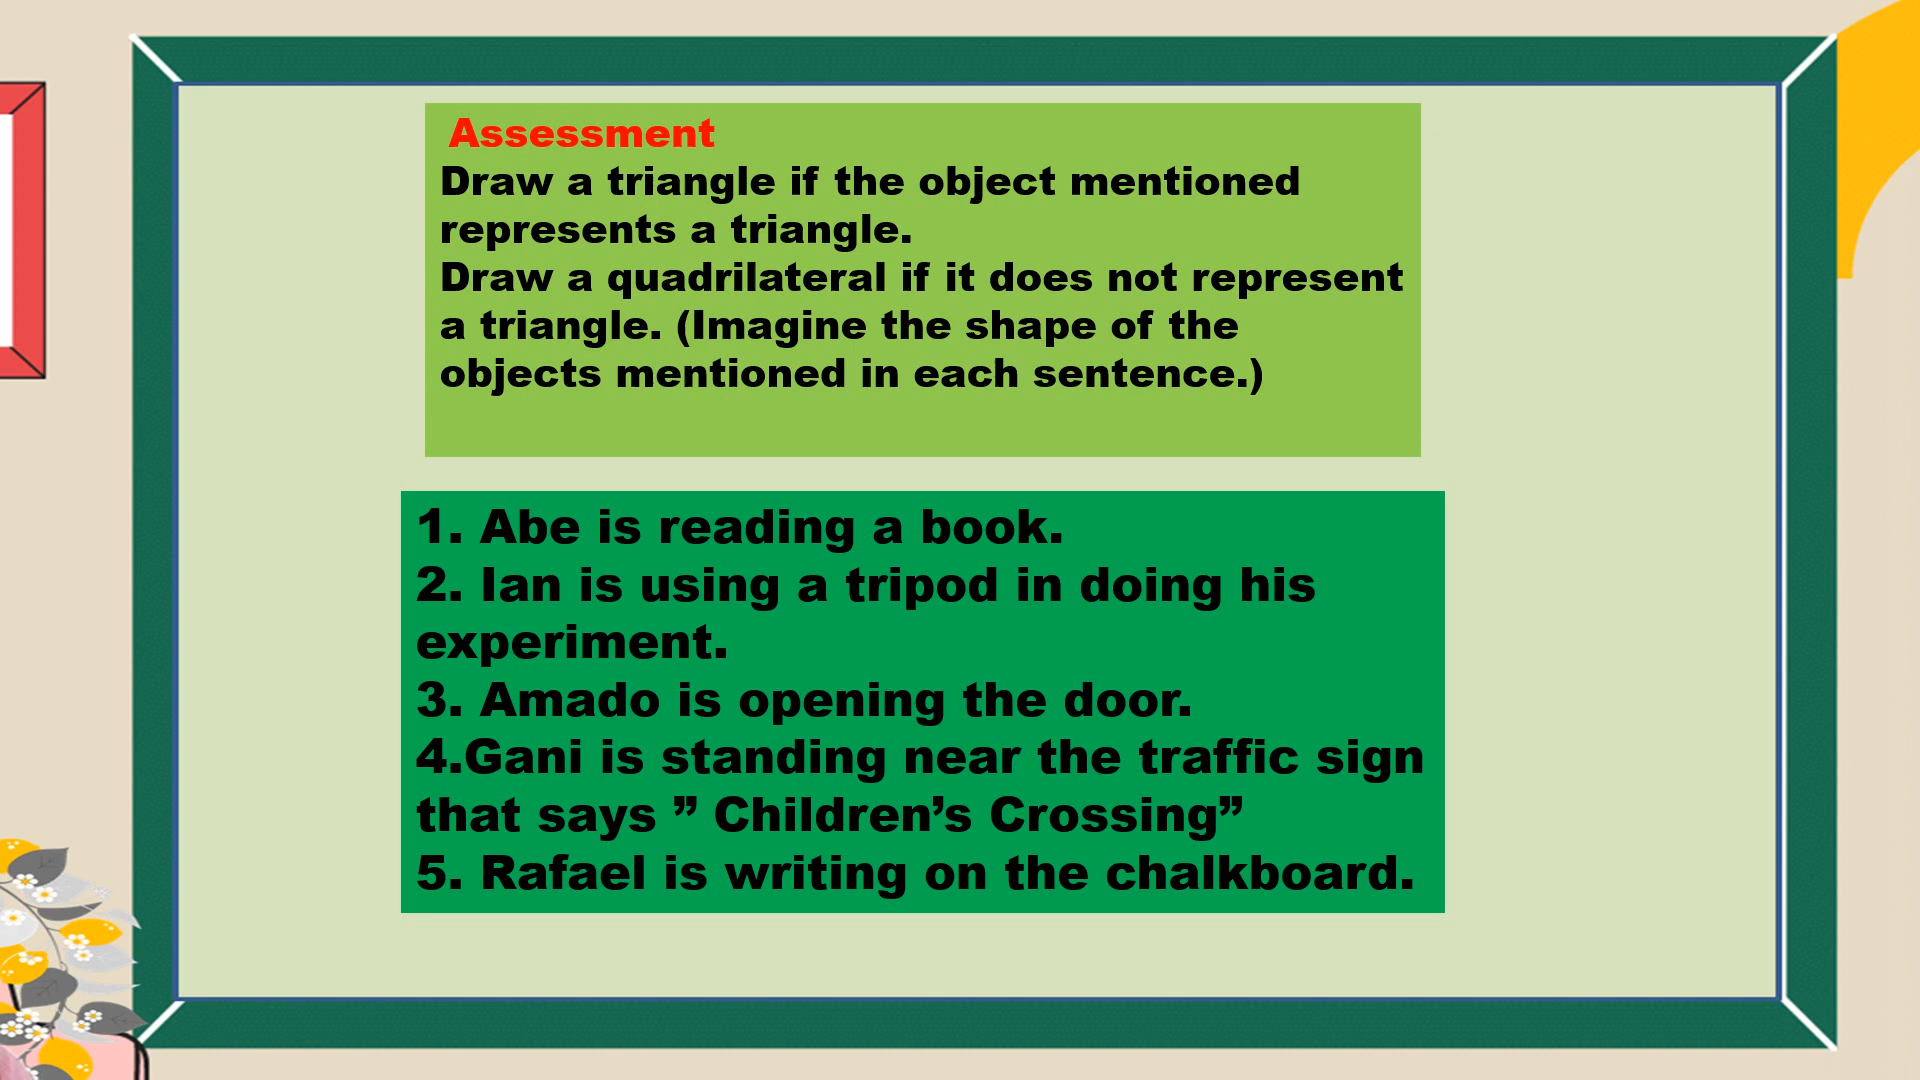 Assessment
Draw a triangle if the object mentioned
represents a triangle.
Draw a quadrilateral if it does not represent
a triangle. (Imagine the shape of the
objects mentioned in each sentence.)
1. Abe is reading a book.
2. Ian is using a tripod in doing his
experiment.
3. Amado is opening the door.
4.Gani is standing near the traffic sign
that says ” Children’s Crossing”
5. Rafael is writing on the chalkboard.